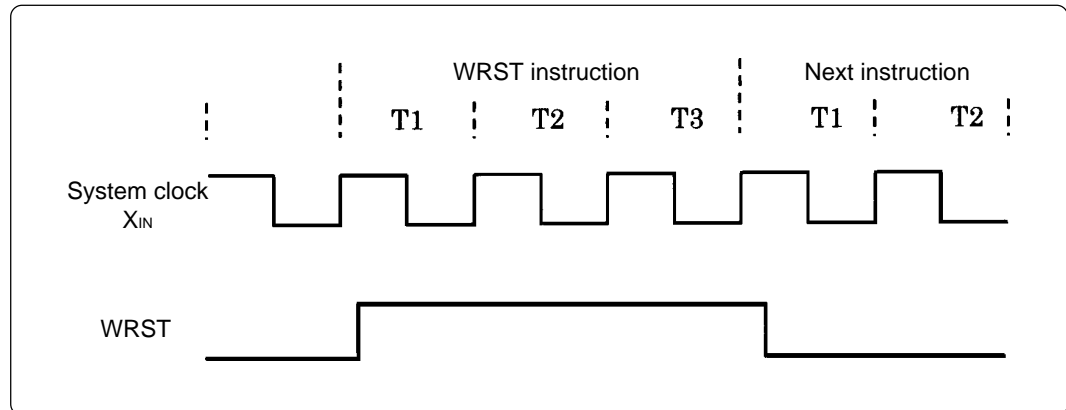 WRST instruction Next instruction
T1 T2 T3 T1 T2
System clock
XIN
WRST